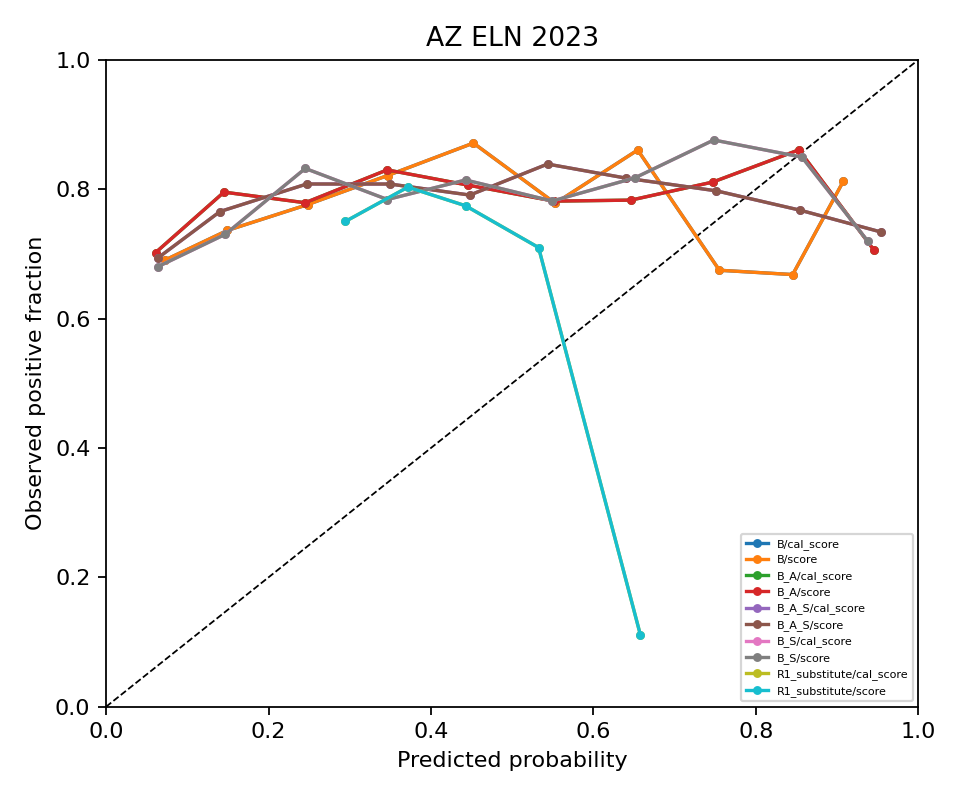 AZ ELN 2023
1.0
0.8
0.6
0.4
0.2
0.0
Observed positive fraction
B/cal_score
B/score
B_A/cal_score
B_A/score
B_A_S/cal_score
B_A_S/score
B_S/cal_score
B_S/score
R1_substitute/cal_score
R1_substitute/score
0.0 0.2 0.4 0.6 0.8 1.0
Predicted probability